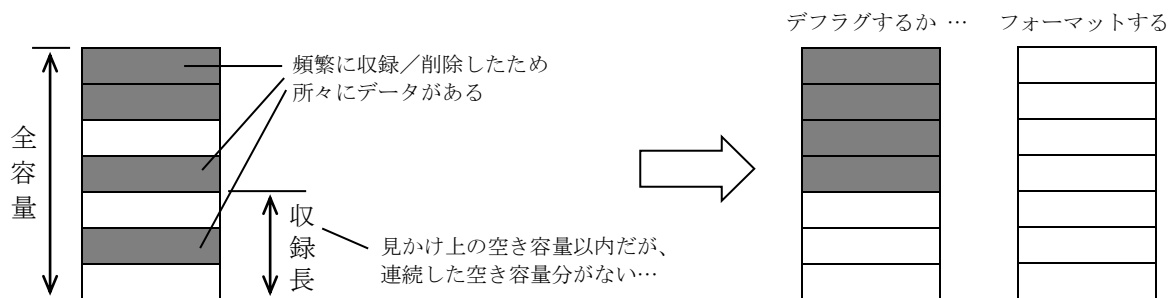 デフラグするか …
フォーマットする
頻繁に収録／削除したため
所々にデータがある
全容量
収録長
見かけ上の空き容量以内だが、
連続した空き容量分がない…